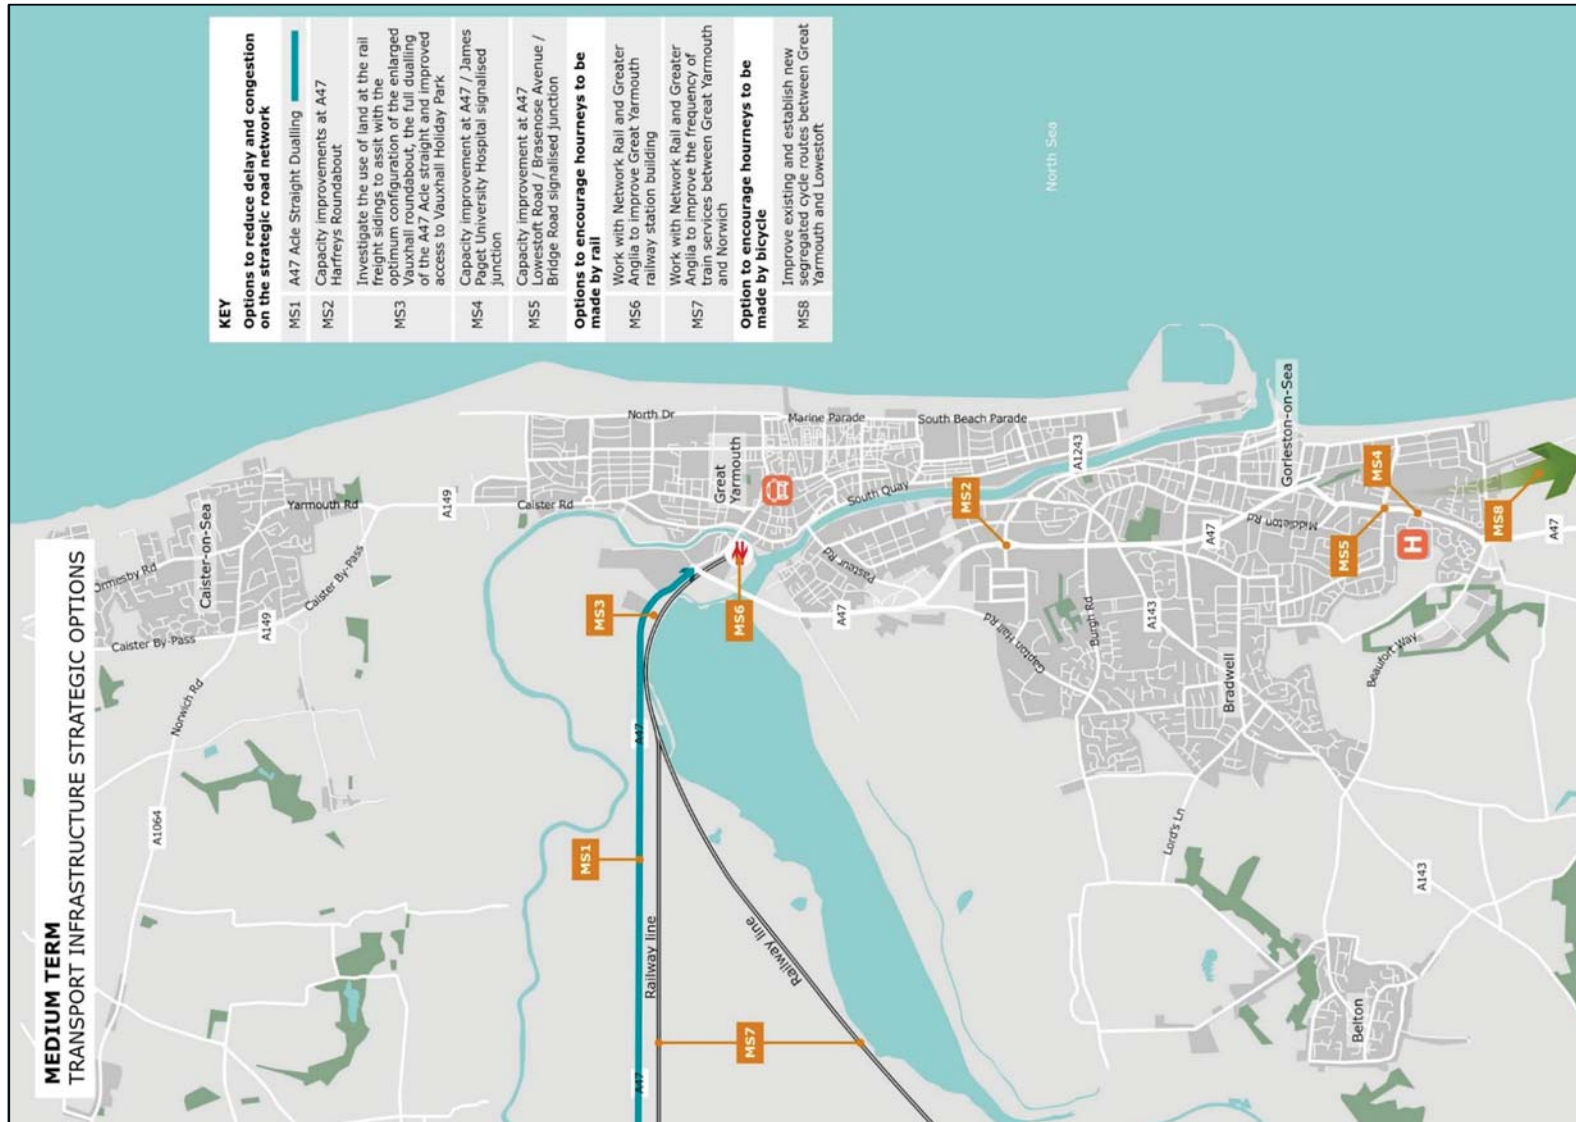 MEDIUM TERM
TRANSPORT INFRASTRUCTURE STRATEGIC OPTIONS
KEY
Options to reduce delay and congestion
on the strategic road network
MS1 A47 Acle Straight Dualling
MS2 Capacity improvements at A47
Harfreys Roundabout
MS3 Investigate the use of land at the rail
freight sidings to assit with the
optimum configuration of the enlarged
Vauxhall roundabout, the full dualling
of the A47 Acle straight and improved
access to Vauxhall Holiday Park
MS4 Capacity improvement at A47 / James
Paget University Hospital signalised
junction
MS5 Capacity improvement at A47
Lowestoft Road / Brasenose Avenue /
Bridge Road signalised junction
Options to encourage hourneys to be
made by rail
MS6 Work with Network Rail and Greater
Anglia to improve Great Yarmouth
railway station building
MS7 Work with Network Rail and Greater
Anglia to improve the frequency of
train services between Great Yarmouth
and Norwich
Option to encourage hourneys to be
made by bicycle
MS8 Improve existing and establish new
segregated cycle routes between Great
Yarmouth and Lowestoft
North Sea
Ormesby Rd
Caister-on-Sea
Yarmouth Rd
A149
Caister By-Pass
Caister By-Pass
A149
Norwich Rd
A1064
Caister Rd
North Dr
Great
Yarmouth
Marine Parade
South Beach Parade
South Quay
A1243
Gorleston-on-Sea
MS3
MS6
MS2
MS4
MS5
MS8
H
Pasteur Rd
A47
A47
Middleton Rd
A47
Gapton Hall Rd
Burgh Rd
A143
Bradwell
Beaufort Way
A47
MS1
A47
Railway line
Railway line
MS7
Lord's Ln
A143
Belton